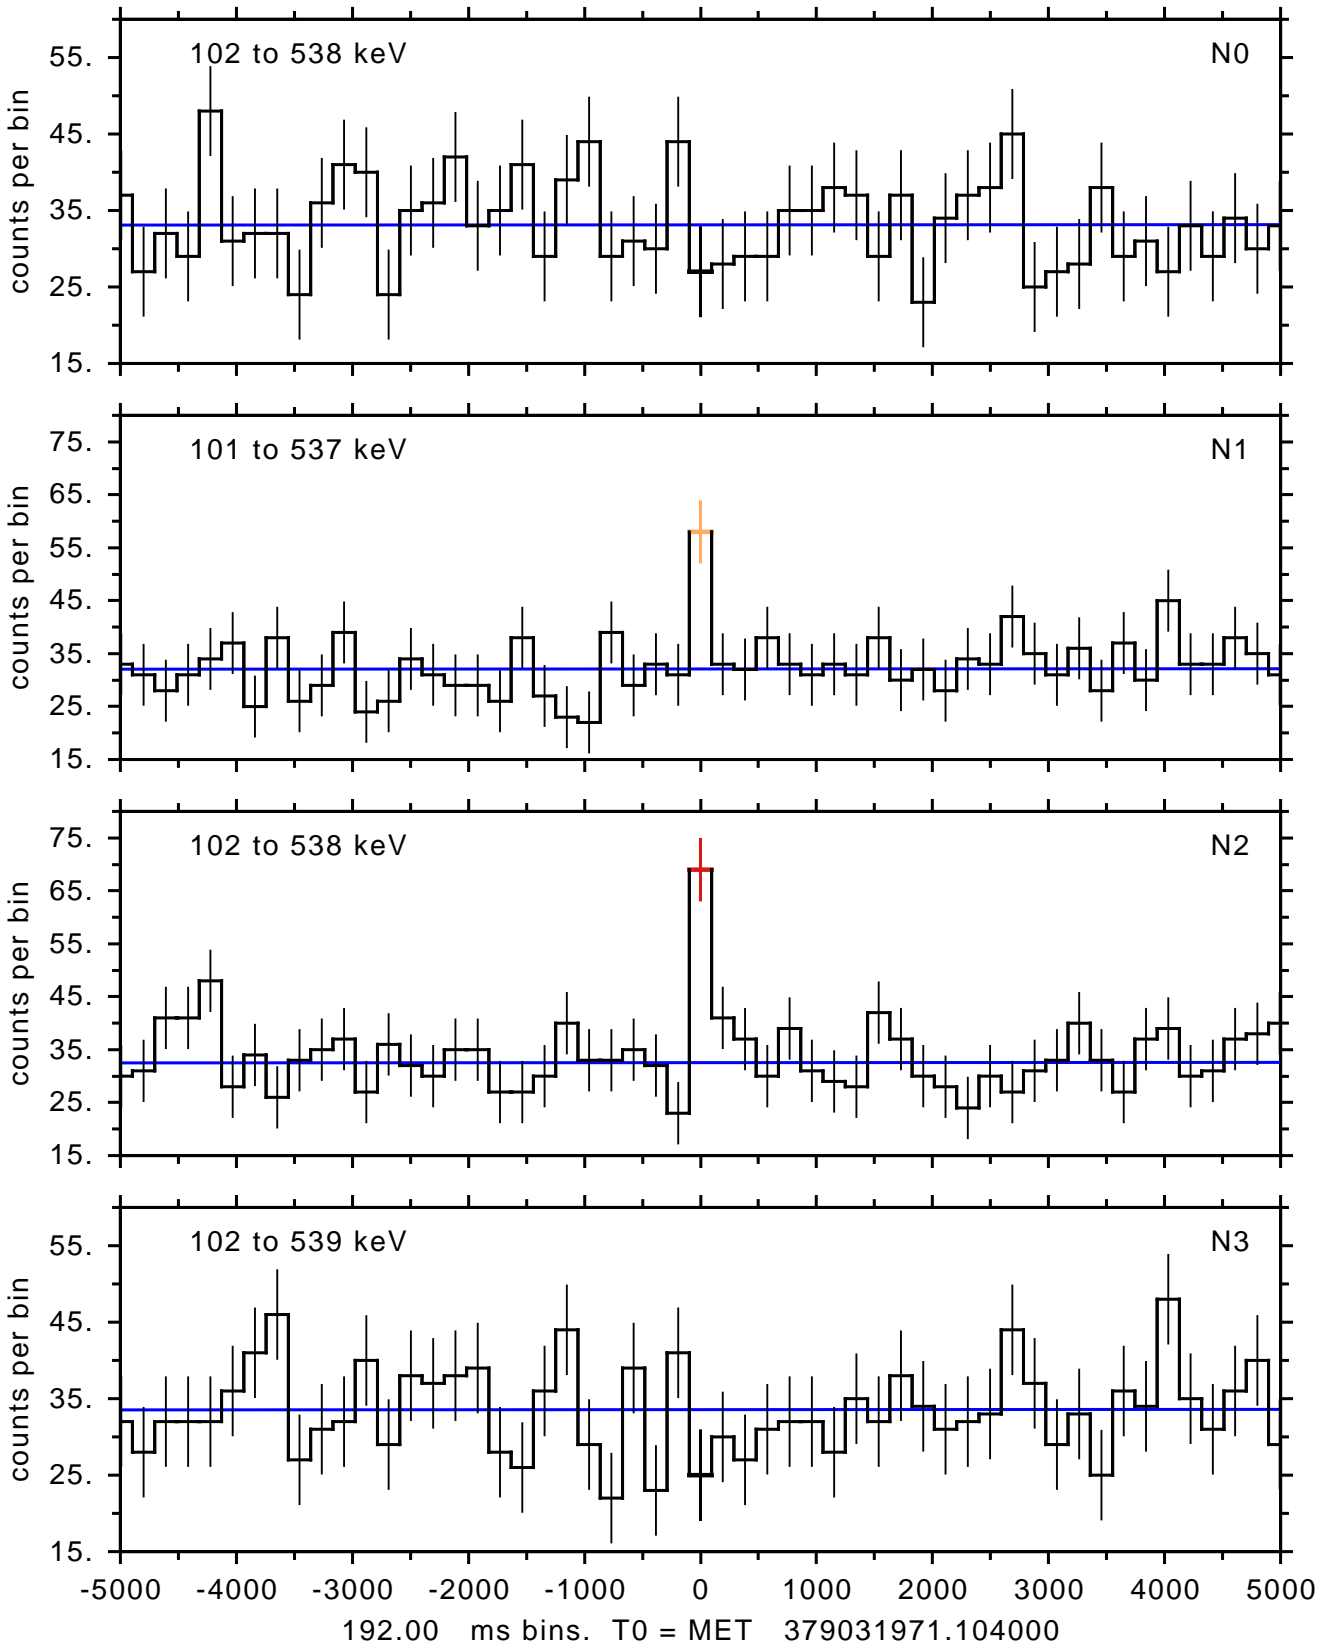 102 to 538 keV N0
counts per bin
55.
45.
35.
25.
15.
101 to 537 keV N1
counts per bin
75.
65.
55.
45.
35.
25.
15.
102 to 538 keV N2
counts per bin
75.
65.
55.
45.
35.
25.
15.
102 to 539 keV N3
counts per bin
55.
45.
35.
25.
15.
-5000 -4000 -3000 -2000 -1000 0 1000 2000 3000 4000 5000
192.00 ms bins. T0 = MET 379031971.104000